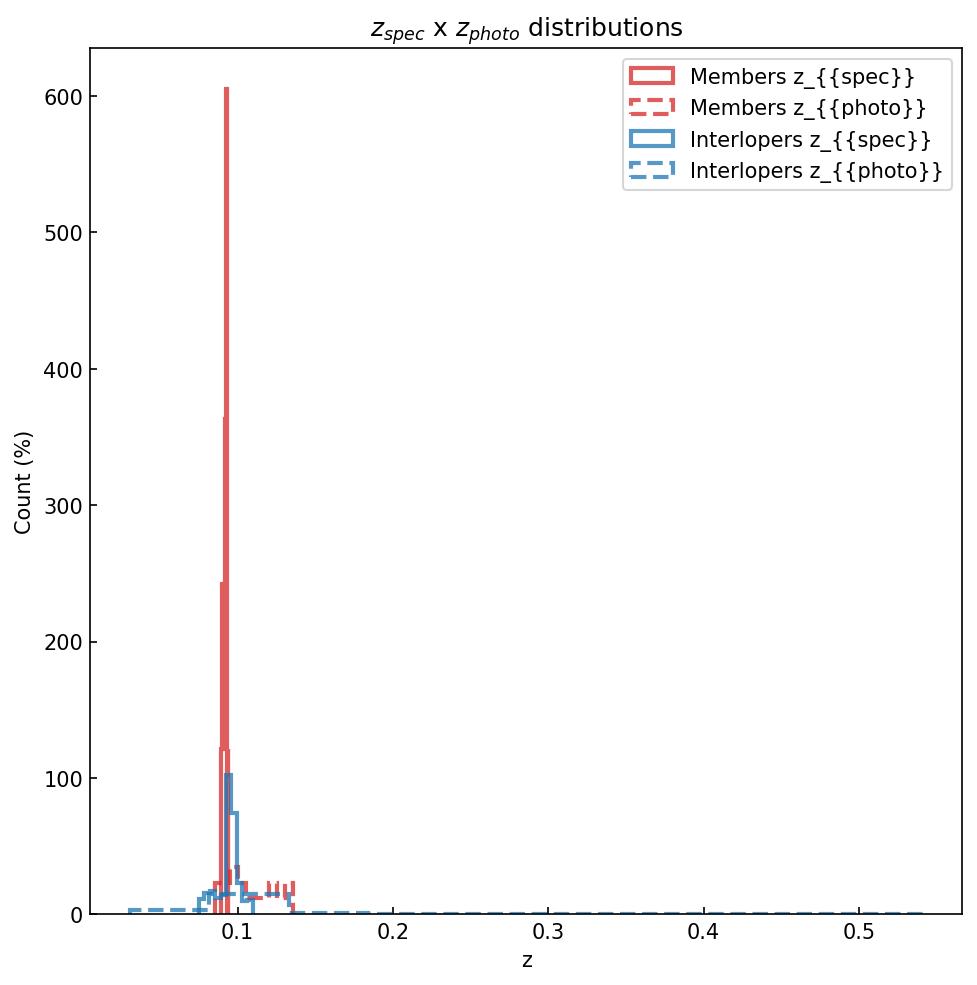 z_spec x z_photo distributions
Members z_{{spec}}
Members z_{{photo}}
Interlopers z_{{spec}}
Interlopers z_{{photo}}
Count (%)
600
500
400
300
200
100
0
0.1 0.2 0.3 0.4 0.5
z